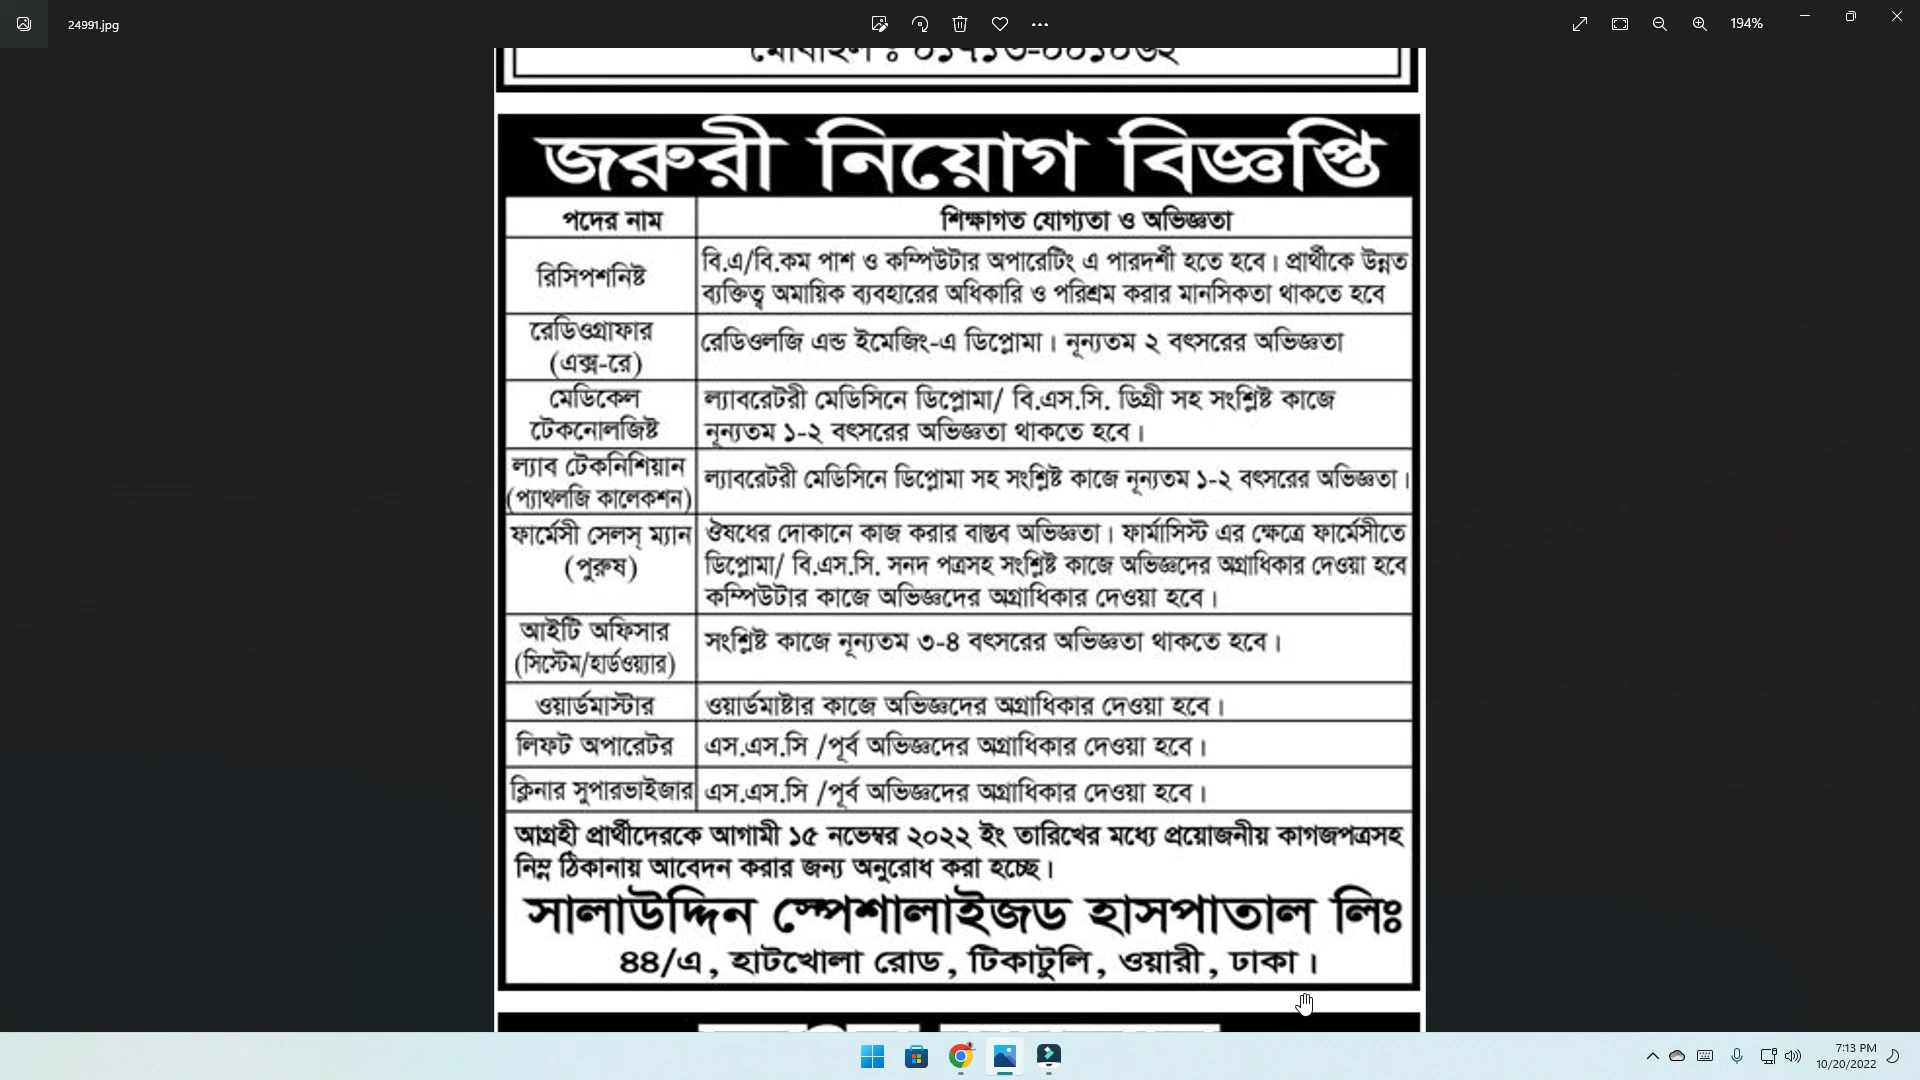 24991.jpg
194%
জরুরী নিয়োগ বিজ্ঞপ্তি
পদের নাম
শিক্ষাগত যোগ্যতা ও অভিজ্ঞতা
রিসিপশনিষ্ট
বি.এ/বি.কম পাশ ও কম্পিউটার অপারেটিং এ পারদর্শী হতে হবে। প্রার্থীকে উন্নত
ব্যক্তিত্ব অমায়িক ব্যবহারের অধিকারি ও পরিশ্রম করার মানসিকতা থাকতে হবে
রেডিওগ্রাফার
(এক্স-রে)
রেডিওলজি এন্ড ইমেজিং-এ ডিপ্লোমা। নূন্যতম ২ বৎসরের অভিজ্ঞতা
মেডিকেল
টেকনোলজিষ্ট
ল্যাবরেটরী মেডিসিনে ডিপ্লোমা/ বি.এস.সি. ডিগ্রী সহ সংশ্লিষ্ট কাজে
নূন্যতম ১-২ বৎসরের অভিজ্ঞতা থাকতে হবে।
ল্যাব টেকনিশিয়ান
(প্যাথলজি কালেকশন)
ল্যাবরেটরী মেডিসিনে ডিপ্লোমা সহ সংশ্লিষ্ট কাজে নূন্যতম ১-২ বৎসরের অভিজ্ঞতা।
ফার্মেসী সেলস্ ম্যান
(পুরুষ)
ঔষধের দোকানে কাজ করার বাস্তব অভিজ্ঞতা। ফার্মাসিস্ট এর ক্ষেত্রে ফার্মেসীতে
ডিপ্লোমা/ বি.এস.সি. সনদ পত্রসহ সংশ্লিষ্ট কাজে অভিজ্ঞদের অগ্রাধিকার দেওয়া হবে
কম্পিউটার কাজে অভিজ্ঞদের অগ্রাধিকার দেওয়া হবে।
আইটি অফিসার
(সিস্টেম/হার্ডওয়্যার)
সংশ্লিষ্ট কাজে নূন্যতম ৩-৪ বৎসরের অভিজ্ঞতা থাকতে হবে।
ওয়ার্ডমাস্টার
ওয়ার্ডমাষ্টার কাজে অভিজ্ঞদের অগ্রাধিকার দেওয়া হবে।
লিফট অপারেটর
এস.এস.সি /পূর্ব অভিজ্ঞদের অগ্রাধিকার দেওয়া হবে।
ক্লিনার সুপারভাইজার
এস.এস.সি /পূর্ব অভিজ্ঞদের অগ্রাধিকার দেওয়া হবে।
আগ্রহী প্রার্থীদেরকে আগামী ১৫ নভেম্বর ২০২২ ইং তারিখের মধ্যে প্রয়োজনীয় কাগজপত্রসহ
নিম্ন ঠিকানায় আবেদন করার জন্য অনুরোধ করা হচ্ছে।
সালাউদ্দিন স্পেশালাইজড হাসপাতাল লিঃ
৪৪/এ, হাটখোলা রোড, টিকাটুলি, ওয়ারী, ঢাকা।
7:13 PM
10/20/2022